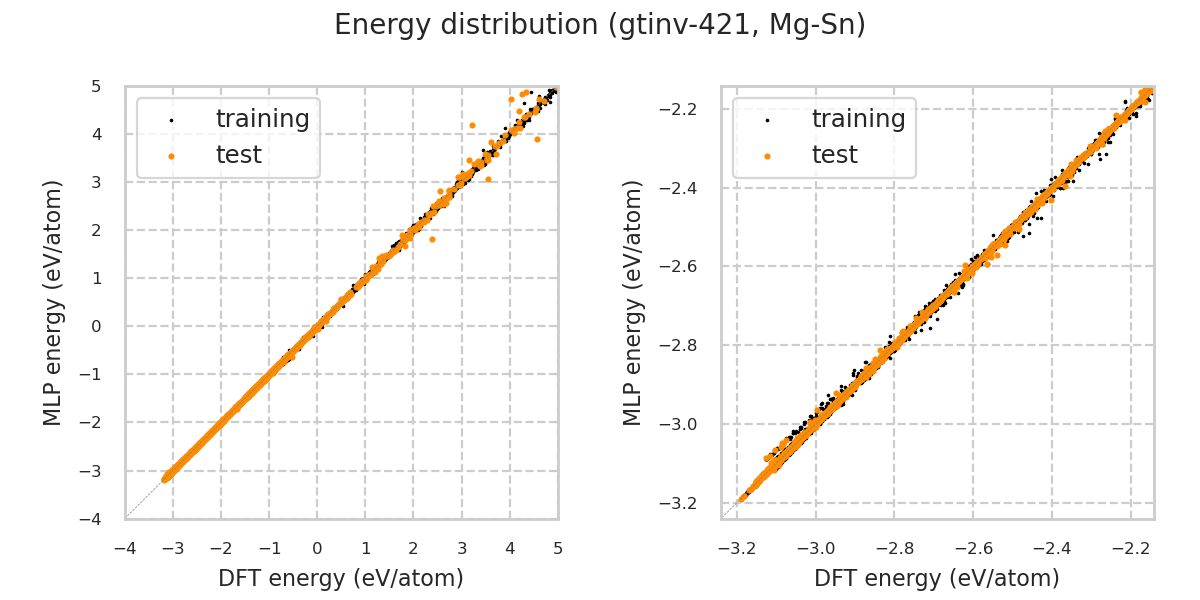 Energy distribution (gtinv-421, Mg-Sn)
5
4
3
2
1
0
−1
−2
−3
−4
MLP energy (eV/atom)
training
test
−4 −3 −2 −1 0 1 2 3 4 5
DFT energy (eV/atom)
−2.2
−2.4
−2.6
−2.8
−3.0
−3.2
MLP energy (eV/atom)
training
test
−3.2 −3.0 −2.8 −2.6 −2.4 −2.2
DFT energy (eV/atom)